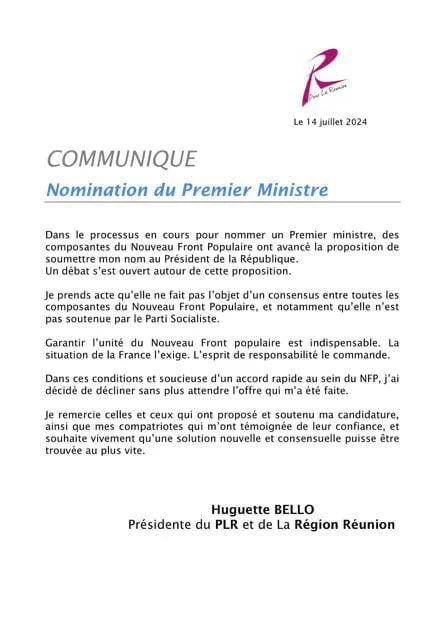 Pour La Réunion
Le 14 juillet 2024
COMMUNIQUE
Nomination du Premier Ministre
Dans le processus en cours pour nommer un Premier ministre, des
composantes du Nouveau Front Populaire ont avancé la proposition de
soumettre mon nom au Président de la République.
Un débat s’est ouvert autour de cette proposition.
Je prends acte qu’elle ne fait pas l’objet d’un consensus entre toutes les
composantes du Nouveau Front Populaire, et notamment qu’elle n’est
pas soutenue par le Parti Socialiste.
Garantir l’unité du Nouveau Front populaire est indispensable. La
situation de la France l’exige. L’esprit de responsabilité le commande.
Dans ces conditions et soucieuse d’un accord rapide au sein du NFP, j’ai
décidé de décliner sans plus attendre l’offre qui m’a été faite.
Je remercie celles et ceux qui ont proposé et soutenu ma candidature,
ainsi que mes compatriotes qui m’ont témoignée de leur confiance, et
souhaite vivement qu’une solution nouvelle et consensuelle puisse être
trouvée au plus vite.
Huguette BELLO
Présidente du PLR et de La Région Réunion